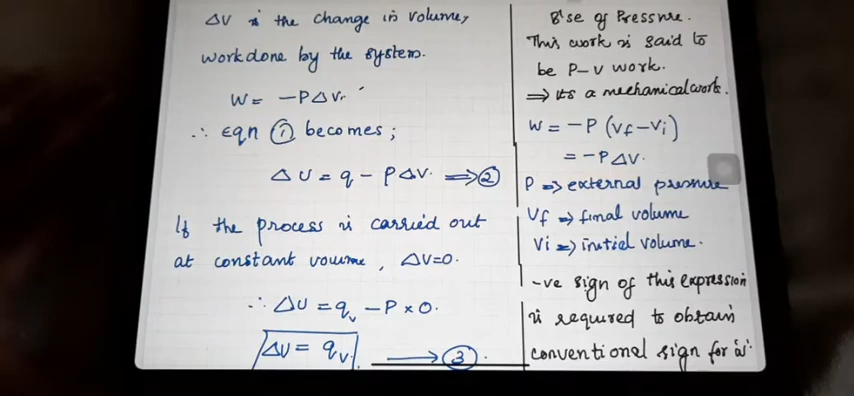 ΔV is the change in volume,
workdone by the system.
W = -PΔV.
∴ Eqn ① becomes;
ΔU = q - PΔV. ⟹ ②
If the process is carried out
at constant voume, ΔV=0.
∴ ΔU = qv - P × 0.
ΔU = qv. ⟶ ③.
B'se of Pressure.
This work is said to
be P-V work.
⟹ its a mechanical work.
W = -P (Vf - Vi)
= -PΔV.
P ⟹ external pressure
Vf ⟹ final volume
Vi ⟹ initial volume.
-ve sign of this expression
is required to obtain
conventional sign for 'w'